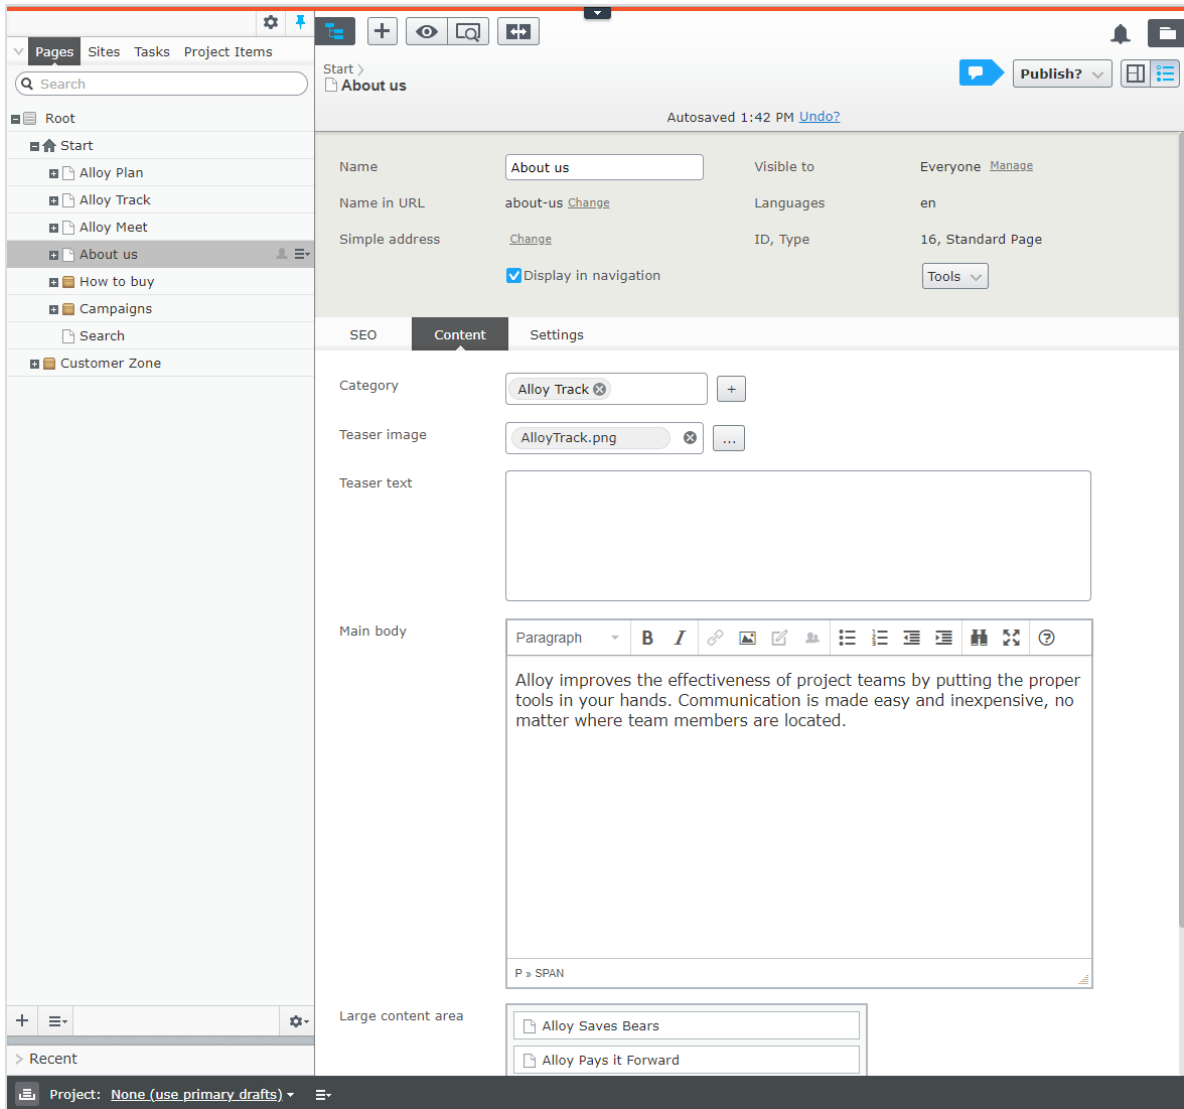 Pages Sites Tasks Project Items
Search
Root
Start
Alloy Plan
Alloy Track
Alloy Meet
About us
How to buy
Campaigns
Search
Customer Zone
Recent
Start
About us
Publish?
Autosaved 1:42 PM Undo?
Name About us Visible to Everyone Manage
Name in URL about-us Change Languages en
Simple address Change ID, Type 16, Standard Page
Display in navigation Tools
SEO Content Settings
Category Alloy Track +
Teaser image AlloyTrack.png ...
Teaser text
Main body Paragraph B I
Alloy improves the effectiveness of project teams by putting the proper
tools in your hands. Communication is made easy and inexpensive, no
matter where team members are located.
P » SPAN
Large content area Alloy Saves Bears
Alloy Pays it Forward
Project: None (use primary drafts)